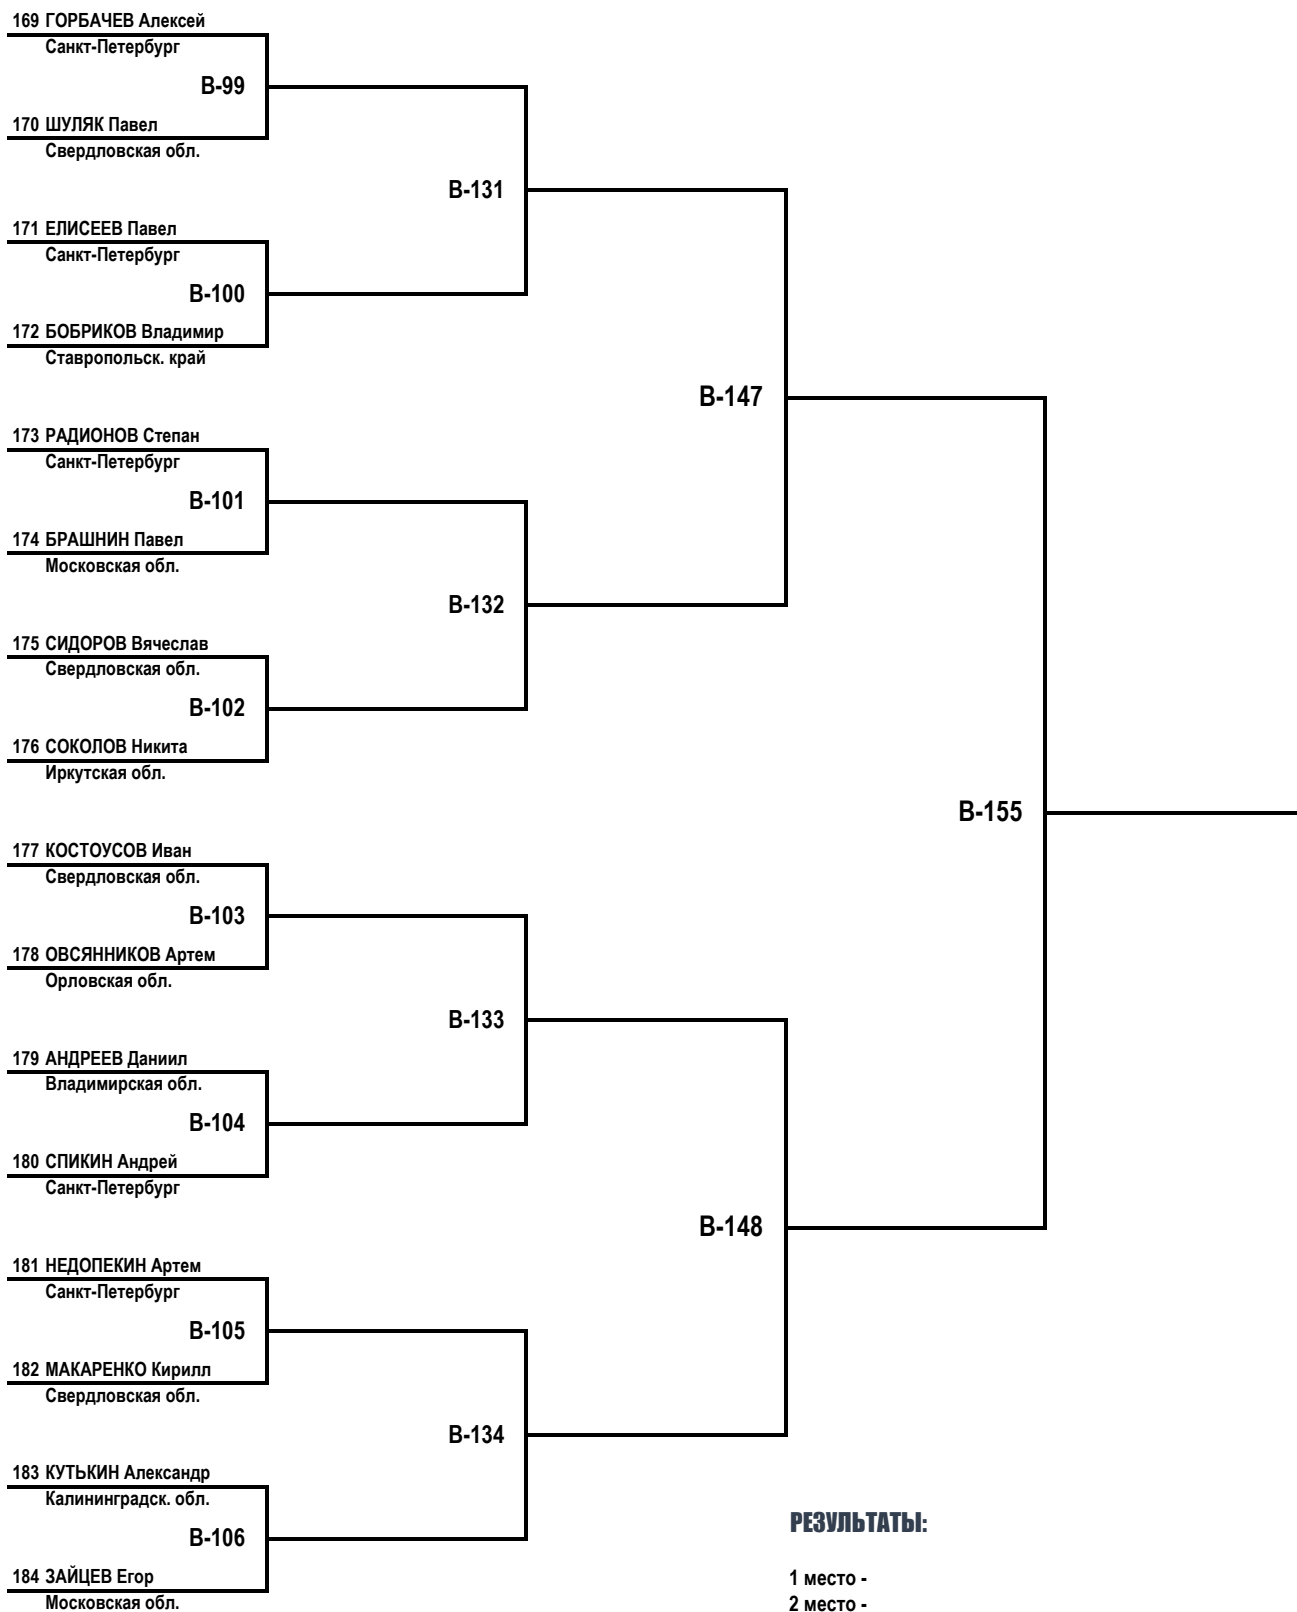 169 ГОРБАЧЕВ Алексей
Санкт-Петербург
В-99
170 ШУЛЯК Павел
Свердловская обл.
В-131
171 ЕЛИСЕЕВ Павел
Санкт-Петербург
В-100
172 БОБРИКОВ Владимир
Ставропольск. край
В-147
173 РАДИОНОВ Степан
Санкт-Петербург
В-101
174 БРАШНИН Павел
Московская обл.
В-132
175 СИДОРОВ Вячеслав
Свердловская обл.
В-102
176 СОКОЛОВ Никита
Иркутская обл.
В-155
177 КОСТОУСОВ Иван
Свердловская обл.
В-103
178 ОВСЯННИКОВ Артем
Орловская обл.
В-133
179 АНДРЕЕВ Даниил
Владимирская обл.
В-104
180 СПИКИН Андрей
Санкт-Петербург
В-148
181 НЕДОПЕКИН Артем
Санкт-Петербург
В-105
182 МАКАРЕНКО Кирилл
Свердловская обл.
В-134
183 КУТЬКИН Александр
Калининградск. обл.
В-106
184 ЗАЙЦЕВ Егор
Московская обл.
РЕЗУЛЬТАТЫ:
1 место -
2 место -